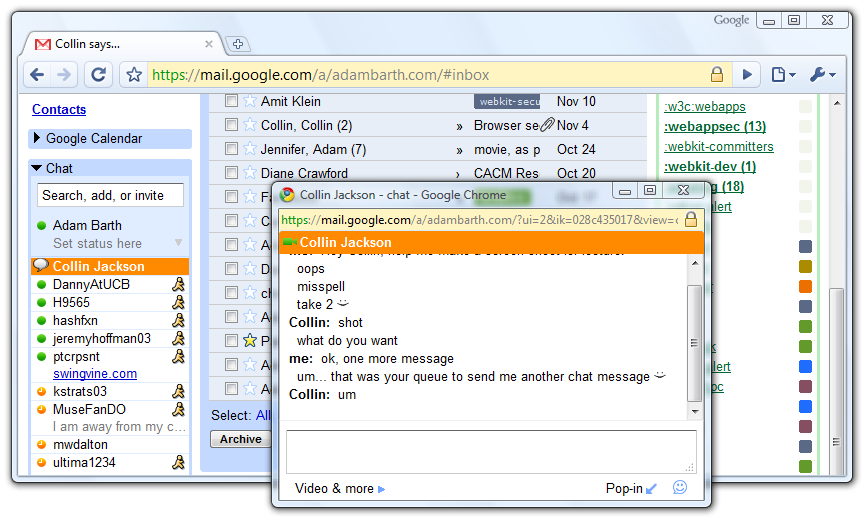 Google
Collin says...
https://mail.google.com/a/adambarth.com/#inbox
Contacts
Google Calendar
Chat
Search, add, or invite
Adam Barth
Set status here
Collin Jackson
DannyAtUCB
H9565
hashfxn
jeremyhoffman03
ptcrpsnt
swingvine.com
kstrats03
MuseFanDO
I am away from my c...
mwdalton
ultima1234
Amit Klein webkit-secu Nov 10
Collin, Collin (2) » Browser se Nov 4
Jennifer, Adam (7) » movie, as p Oct 24
Diane Crawford › CACM Res Oct 20
Select: All
Archive
:w3c:webapps
:webappsec (13)
:webkit-committers
:webkit-dev (1)
(18)
Collin Jackson - chat - Google Chrome
https://mail.google.com/a/adambarth.com/?ui=2&ik=028c435017&view=c
Collin Jackson
oops
misspell
take 2
Collin: shot
what do you want
me: ok, one more message
um... that was your queue to send me another chat message
Collin: um
Video & more
Pop-in